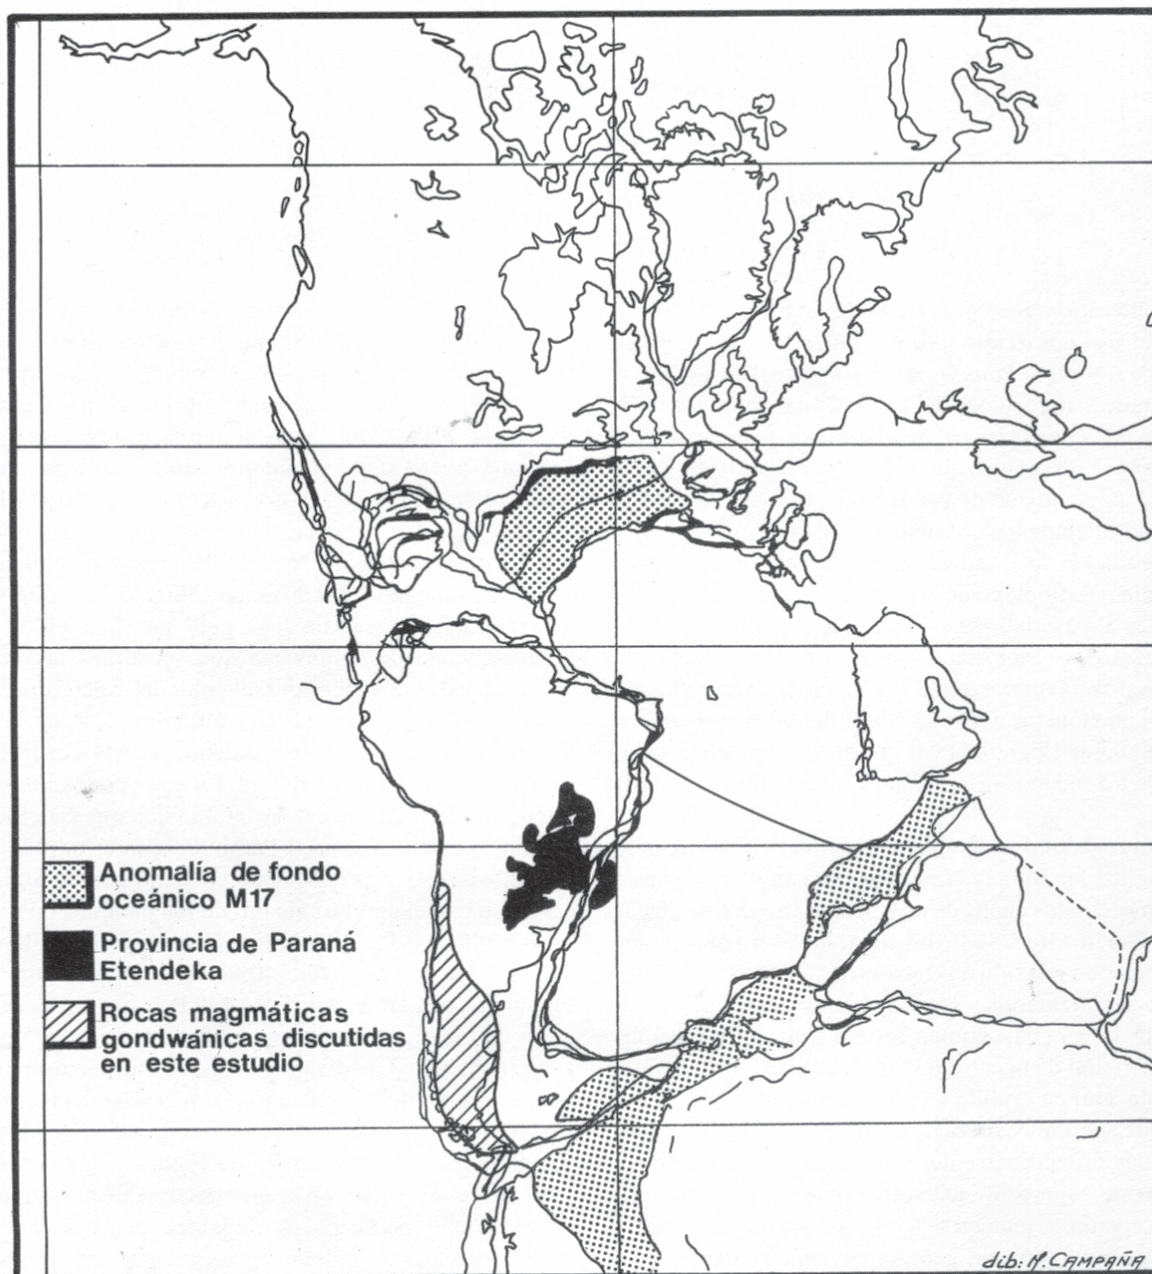 Anomalía de fondo
oceánico M17
Provincia de Paraná
Etendeka
Rocas magmáticas
gondwánicas discutidas
en este estudio
dib: M. CAMPAÑA